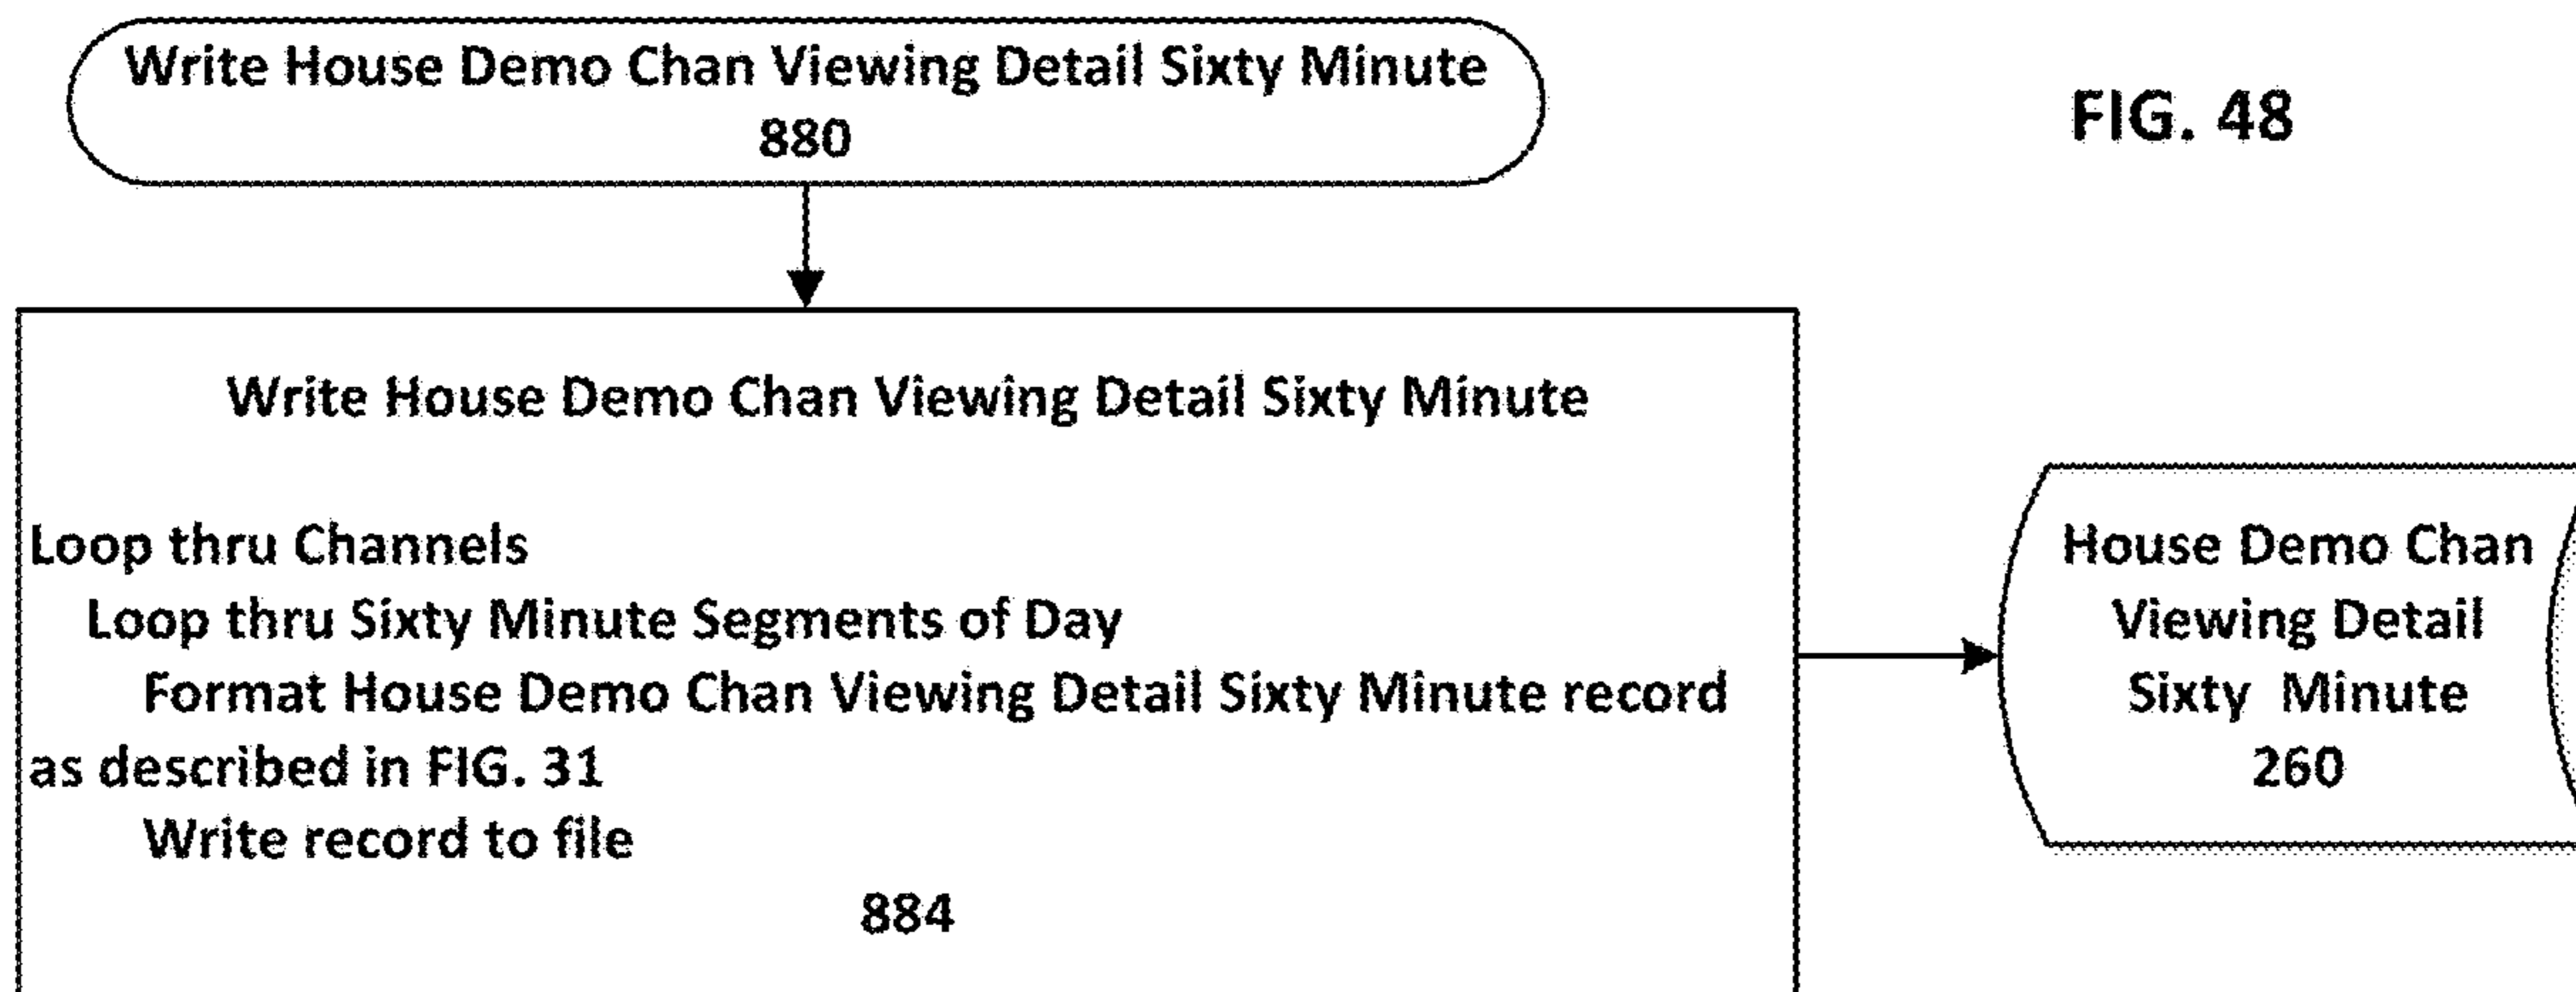 Write House Demo Chan Viewing Detail Sixty Minute
880
FIG. 48
Write House Demo Chan Viewing Detail Sixty Minute
Loop thru Channels
Loop thru Sixty Minute Segments of Day
Format House Demo Chan Viewing Detail Sixty Minute record
as described in FIG. 31
Write record to file
884
House Demo Chan
Viewing Detail
Sixty Minute
260